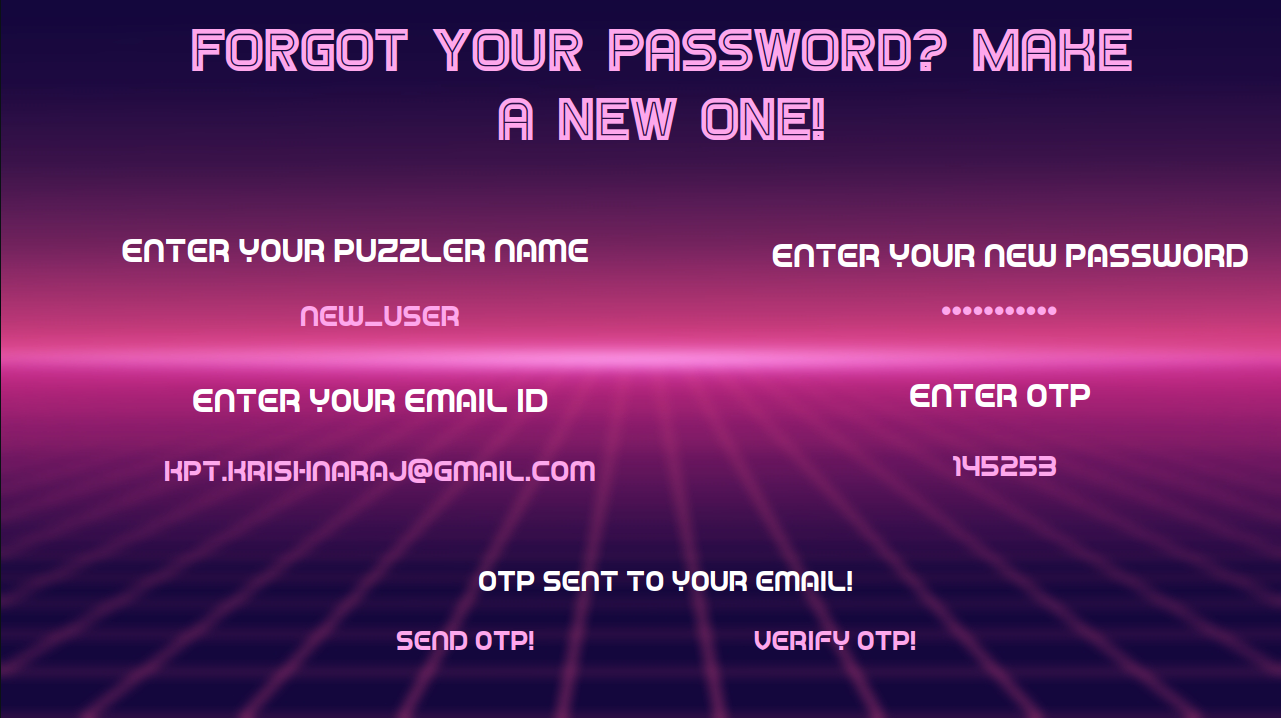 FORGOT YOUR PASSWORD? MAKE
A NEW ONE!
ENTER YOUR PUZZLER NAME
NEW_USER
ENTER YOUR NEW PASSWORD
•••••••••••
ENTER YOUR EMAIL ID
KPT.KRISHNARAJ@GMAIL.COM
ENTER OTP
145253
OTP SENT TO YOUR EMAIL!
SEND OTP!
VERIFY OTP!